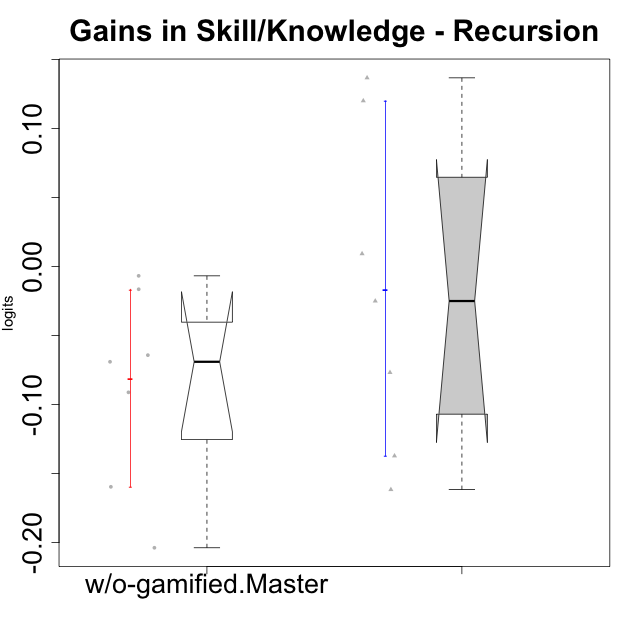 Gains in Skill/Knowledge - Recursion
logits
0.10
0.00
-0.10
-0.20
w/o-gamified.Master